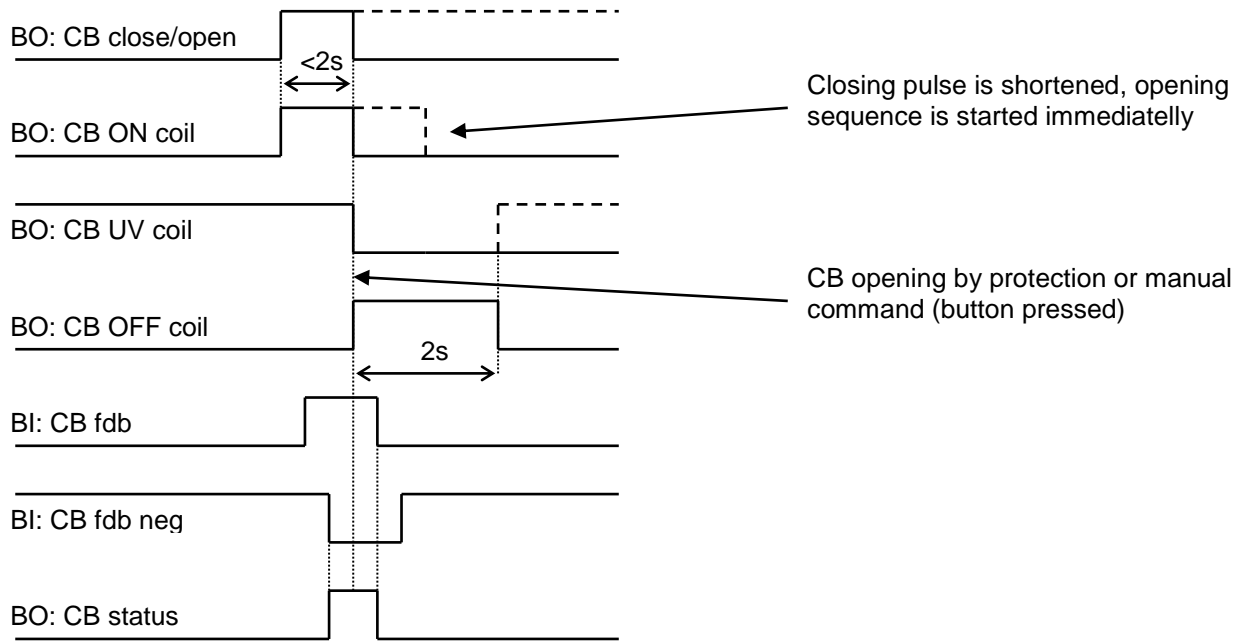 BO: CB close/open
<2s
Closing pulse is shortened, opening
sequence is started immediatelly
BO: CB ON coil
BO: CB UV coil
CB opening by protection or manual
command (button pressed)
BO: CB OFF coil
2s
BI: CB fdb
BI: CB fdb neg
BO: CB status